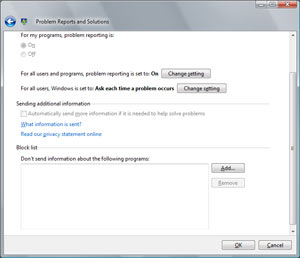 Problem Reports and Solutions
For my programs, problem reporting is:
On
Off
For all users and programs, problem reporting is set to: On Change setting
For all users, Windows is set to: Ask each time a problem occurs Change setting
Sending additional information
Automatically send more information if it is needed to help solve problems
What information is sent?
Read our privacy statement online
Block list
Don't send information about the following programs:
Add...
Remove
OK Cancel